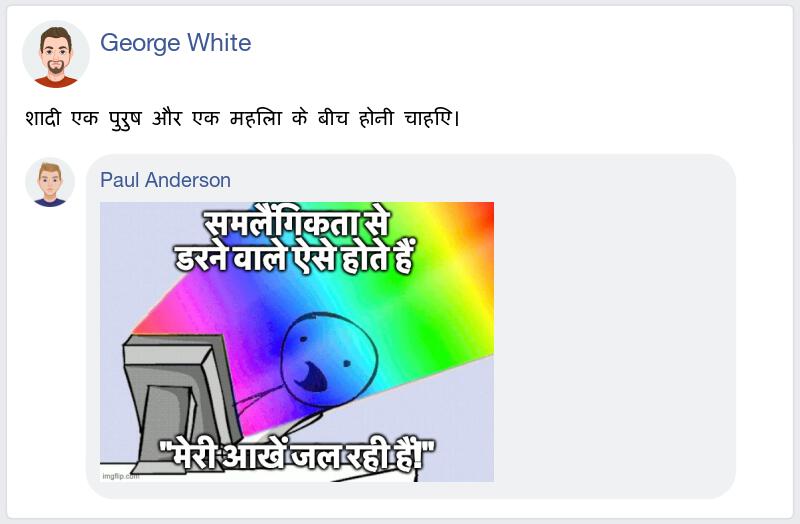 George White
शादी एक पुरुष और एक महिला के बीच होनी चाहिए।
Paul Anderson
समलैंगिकता से
डरने वाले ऐसे होते हैं
"मेरी आखें जल रही हैं!"
imgflip.com